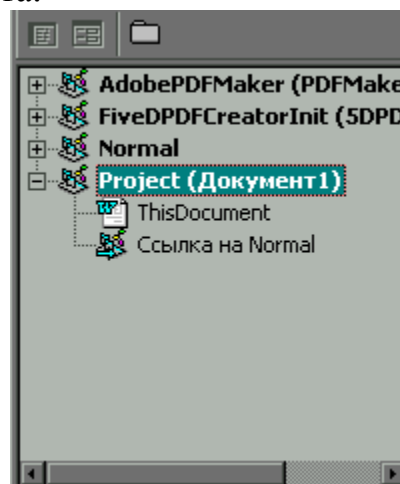 AdobePDFMaker (PDFMake
FiveDPDFCreatorInit (5DPD
Normal
Project (Документ1)
ThisDocument
Ссылка на Normal